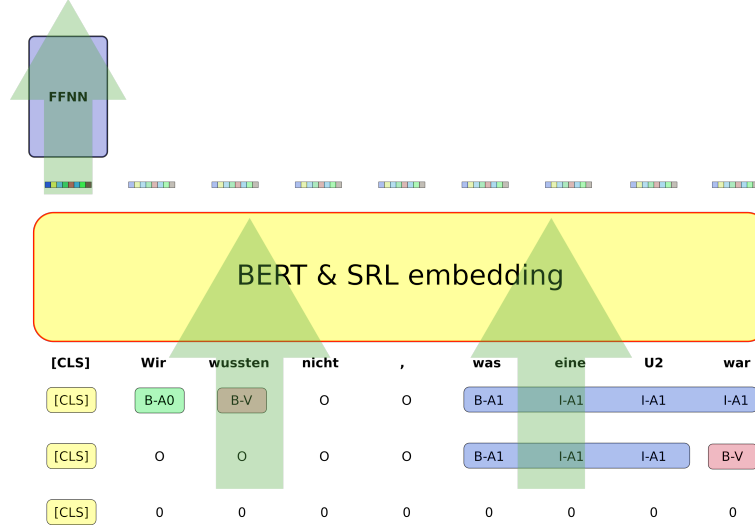 FFNN
BERT & SRL embedding
[CLS] Wir wussten nicht , was eine U2 war
[CLS] B-A0 B-V O O B-A1 I-A1 I-A1 I-A1
[CLS] O O O O B-A1 I-A1 I-A1 B-V
[CLS] 0 0 0 0 0 0 0 0